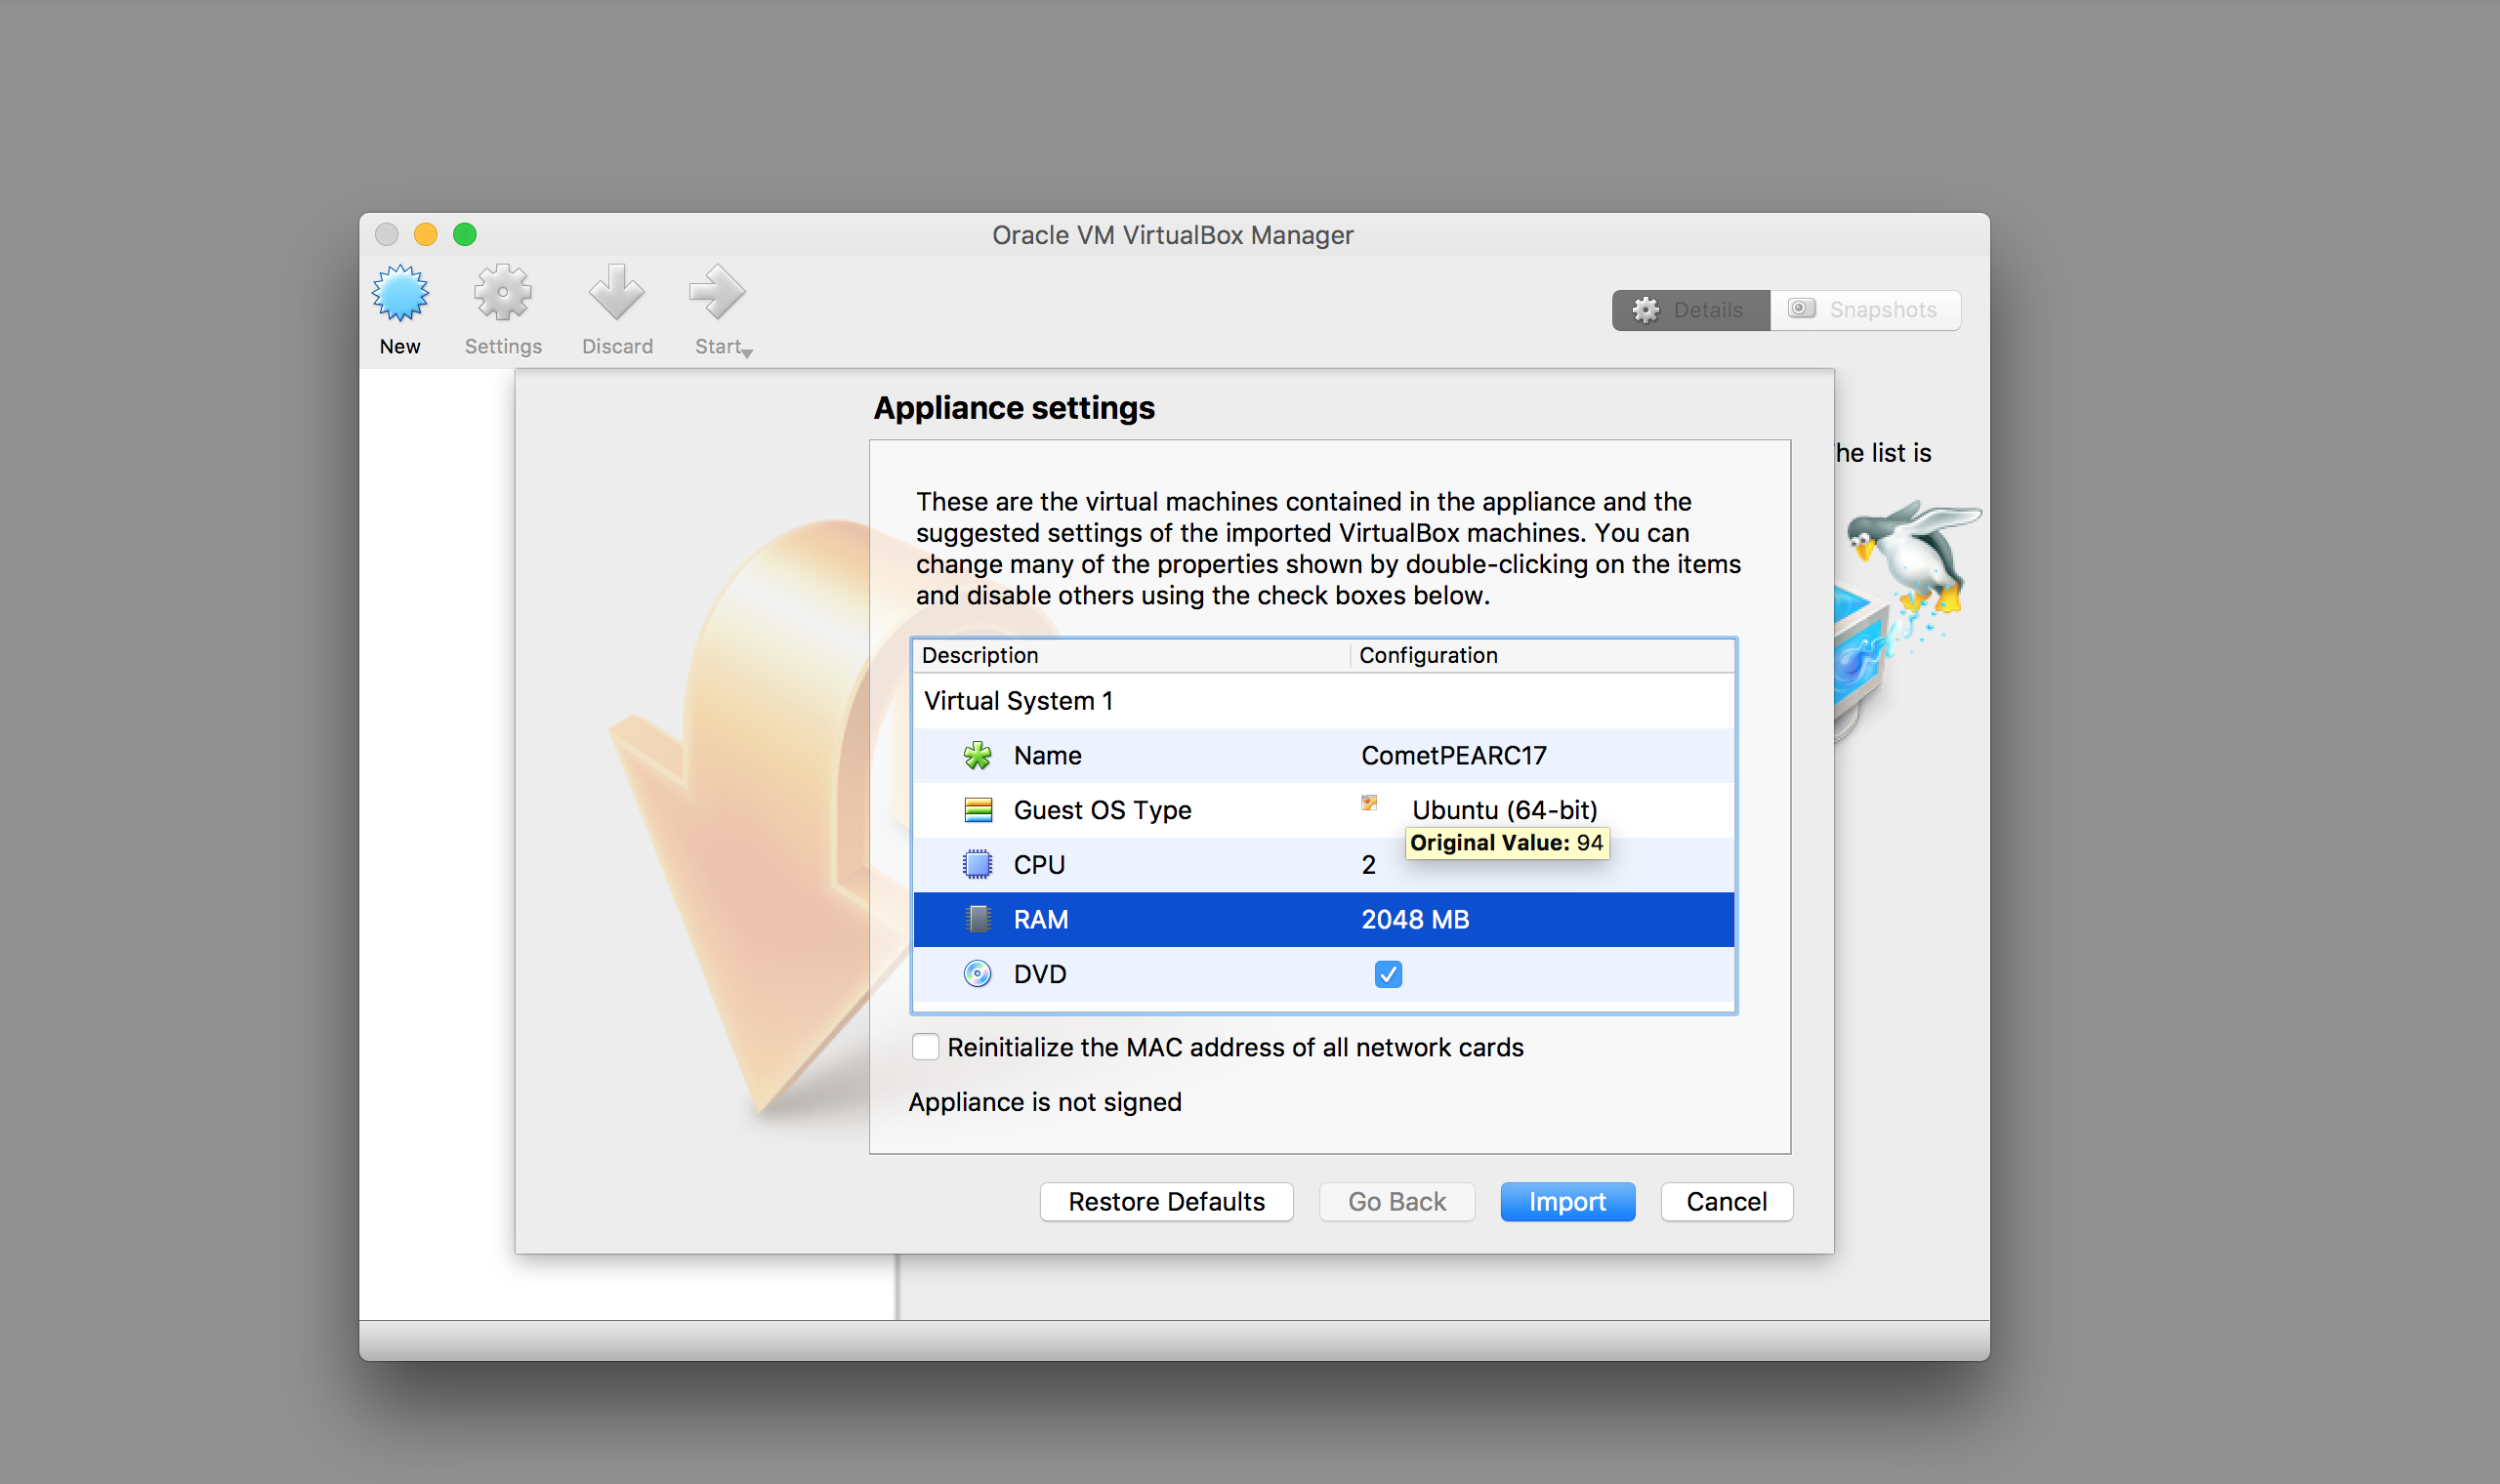 Oracle VM VirtualBox Manager
New
Settings
Discard
Start
Details
Snapshots
Appliance settings
he list is
These are the virtual machines contained in the appliance and the
suggested settings of the imported VirtualBox machines. You can
change many of the properties shown by double-clicking on the items
and disable others using the check boxes below.
Description Configuration
Virtual System 1
Name CometPEARC17
Guest OS Type Ubuntu (64-bit)
Original Value: 94
CPU 2
RAM 2048 MB
DVD
Reinitialize the MAC address of all network cards
Appliance is not signed
Restore Defaults Go Back Import Cancel